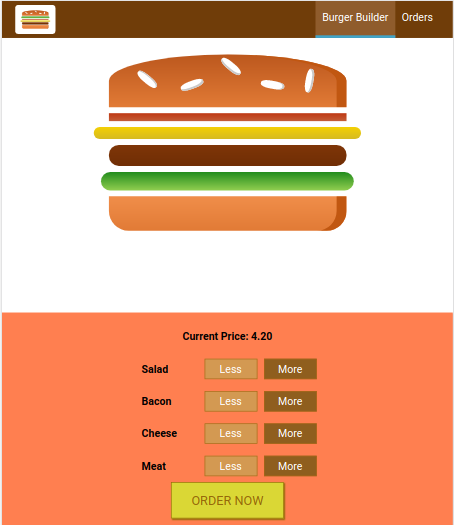 Burger Builder Orders
Current Price: 4.20
Salad Less More
Bacon Less More
Cheese Less More
Meat Less More
ORDER NOW